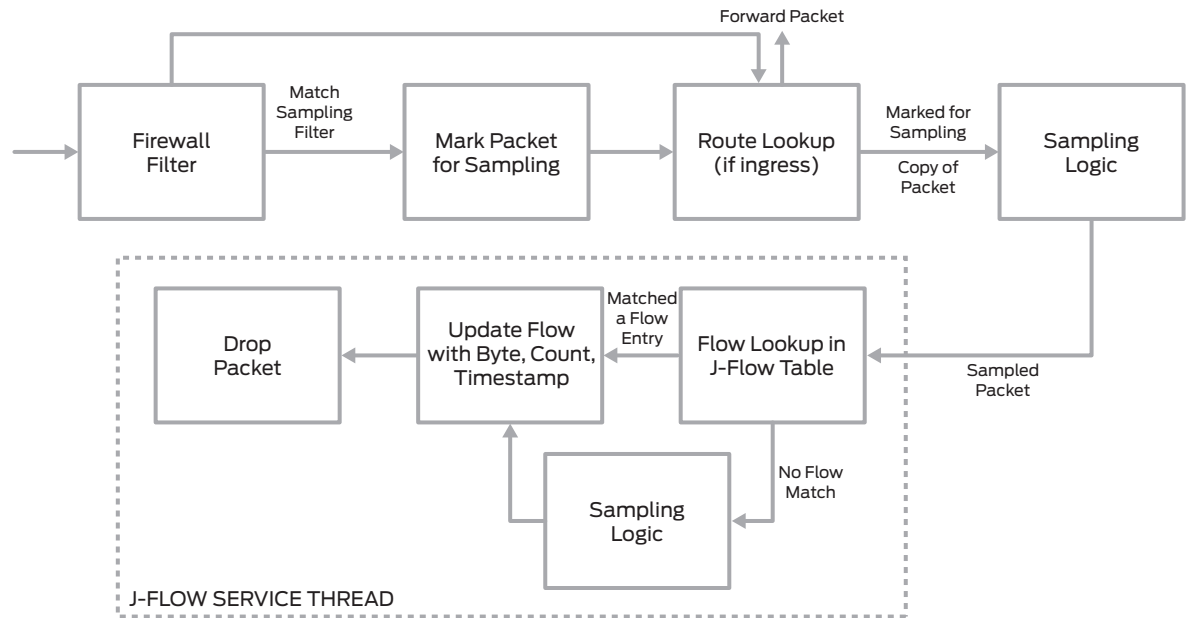 Forward Packet
Firewall
Filter
Match
Sampling
Filter
Mark Packet
for Sampling
Route Lookup
(if ingress)
Marked for
Sampling
Copy of
Packet
Sampling
Logic
Drop
Packet
Update Flow
with Byte, Count,
Timestamp
Matched
a Flow
Entry
Flow Lookup in
J-Flow Table
Sampled
Packet
No Flow
Match
Sampling
Logic
J-FLOW SERVICE THREAD